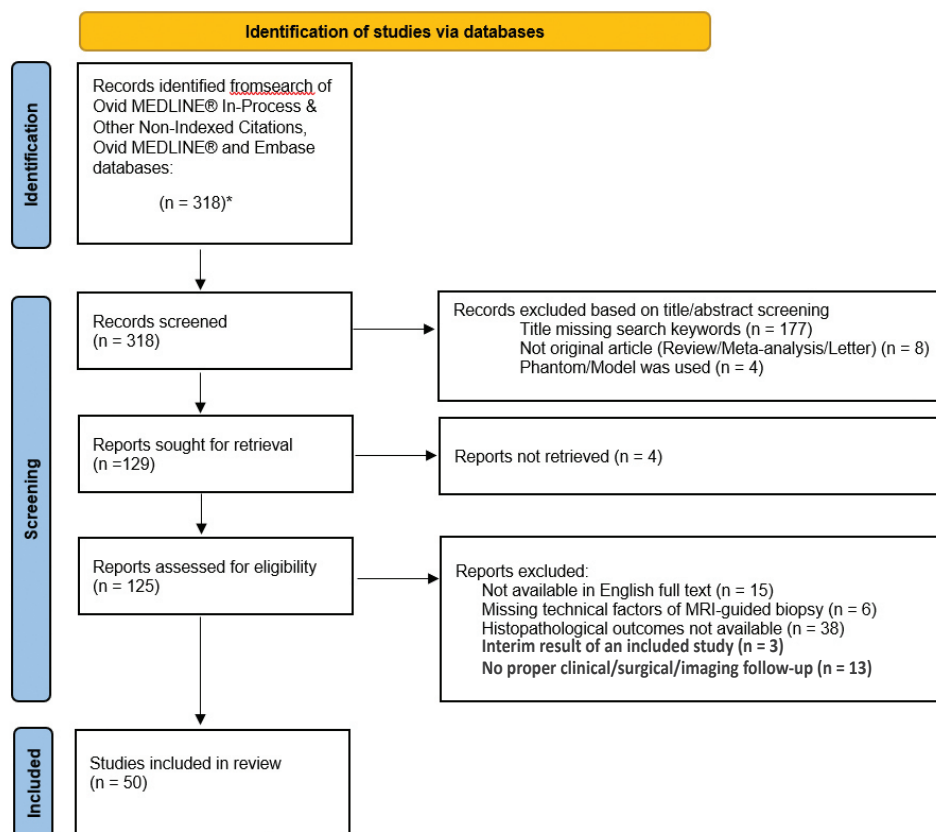 Identification of studies via databases
Identification
Records identified fromsearch of
Ovid MEDLINE® In-Process &
Other Non-Indexed Citations,
Ovid MEDLINE® and Embase
databases:
(n = 318)*
Screening
Records screened
(n = 318)
Records excluded based on title/abstract screening
Title missing search keywords (n = 177)
Not original article (Review/Meta-analysis/Letter) (n = 8)
Phantom/Model was used (n = 4)
Reports sought for retrieval
(n =129)
Reports not retrieved (n = 4)
Reports assessed for eligibility
(n = 125)
Reports excluded:
Not available in English full text (n = 15)
Missing technical factors of MRI-guided biopsy (n = 6)
Histopathological outcomes not available (n = 38)
Interim result of an included study (n = 3)
No proper clinical/surgical/imaging follow-up (n = 13)
Included
Studies included in review
(n = 50)